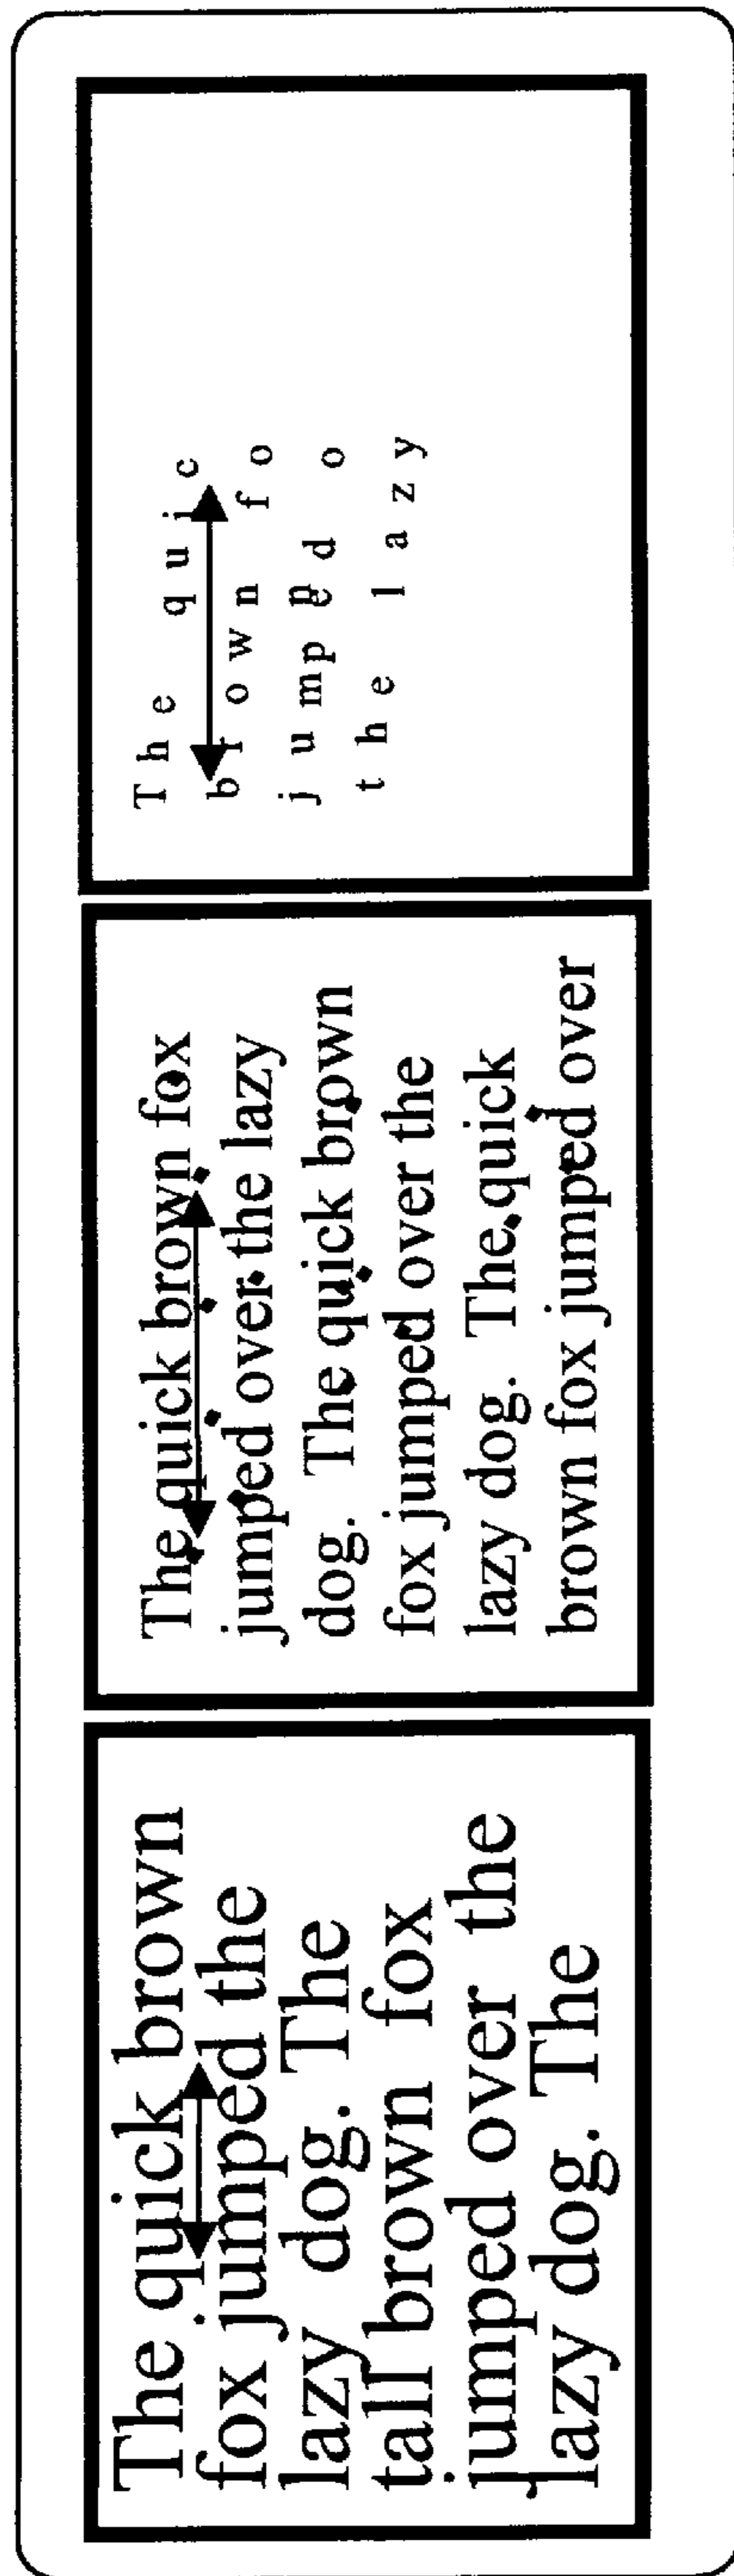 The quick brown
fox jumped the
lazy dog. The
tall brown fox
jumped over the
lazy dog. The
The quick brown fox
jumped over the lazy
dog. The quick brown
fox jumped over the
lazy dog. The quick
brown fox jumped over
T h e q u i c
b r o w n f o
j u m p e d o
t h e l a z y